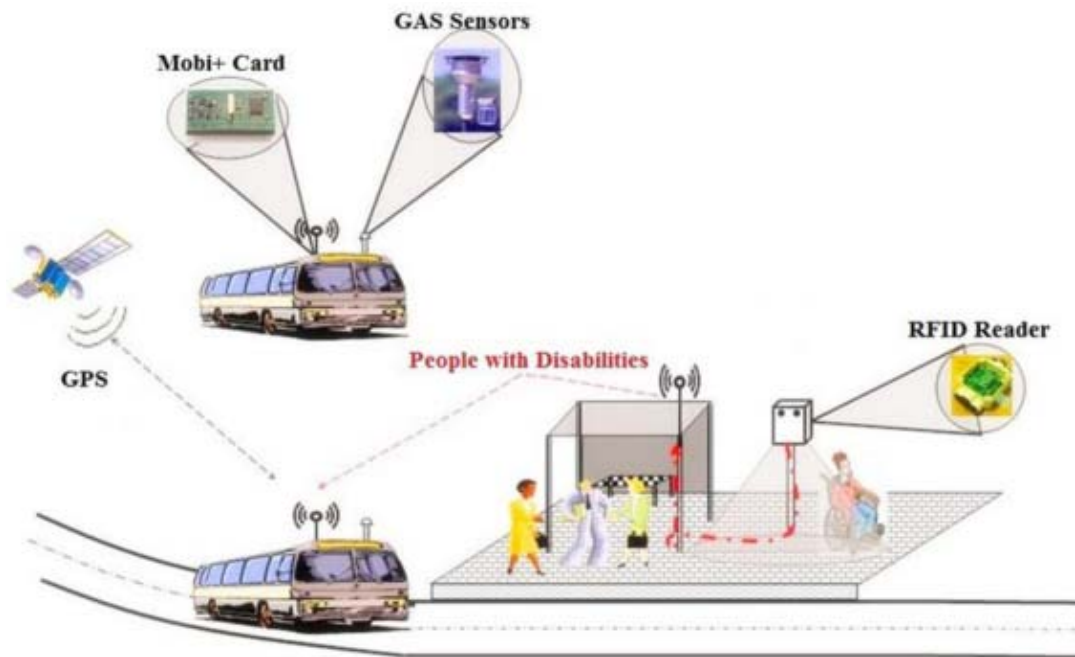 GAS Sensors
Mobi+ Card
RFID Reader
People with Disabilities
GPS